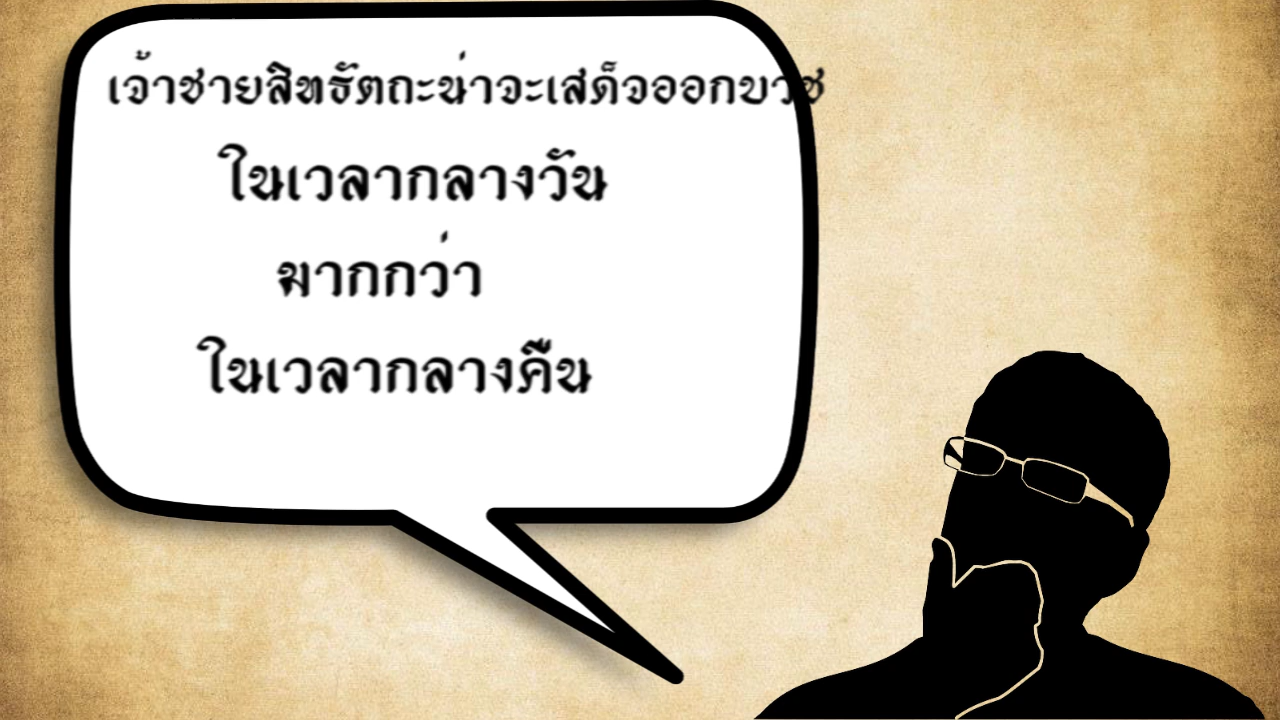 เจ้าชายสิทธัตถะน่าจะเสด็จออกบวช
ในเวลากลางวัน
มากกว่า
ในเวลากลางคืน